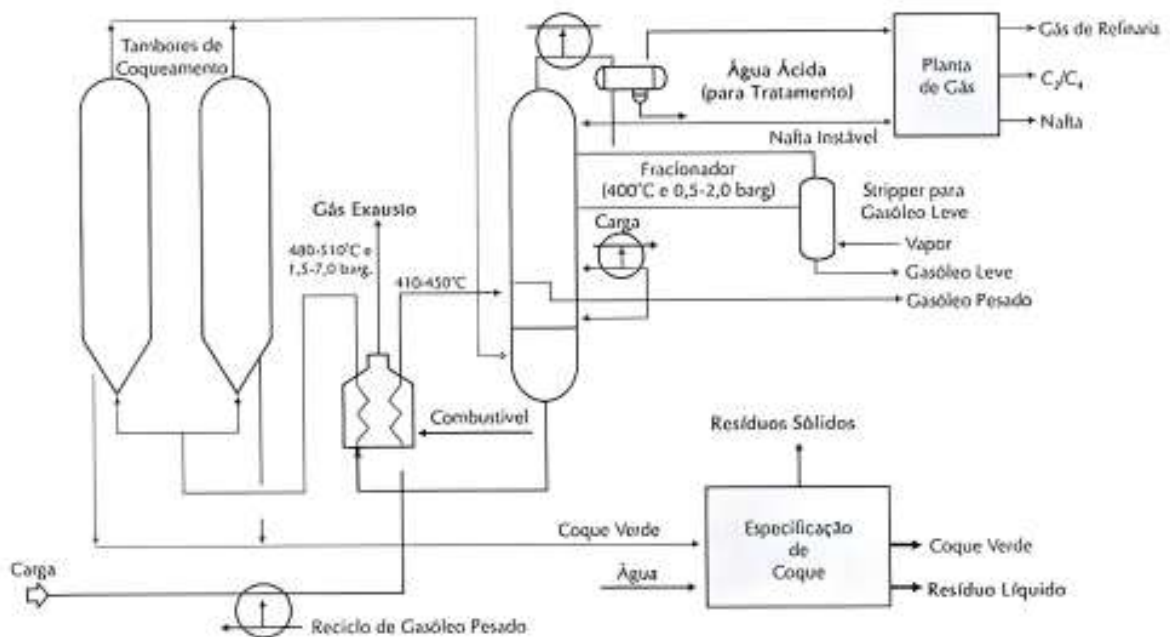 Tambores de
Coqueamento
Água Ácida
(para Tratamento)
Planta
de Gás
Gás de Refinaria
C₃/C₄
Nafta
Nafta Instável
Fracionador
(400°C e 0,5-2,0 barg)
Stripper para
Gasóleo Leve
Carga
Vapor
Gasóleo Leve
Gasóleo Pesado
Gás Exausto
480-510°C e
1,5-7,0 barg.
410-450°C
Combustível
Resíduos Sólidos
Coque Verde
Especificação
de
Coque
Coque Verde
Água
Resíduo Líquido
Carga
Reciclo de Gasóleo Pesado